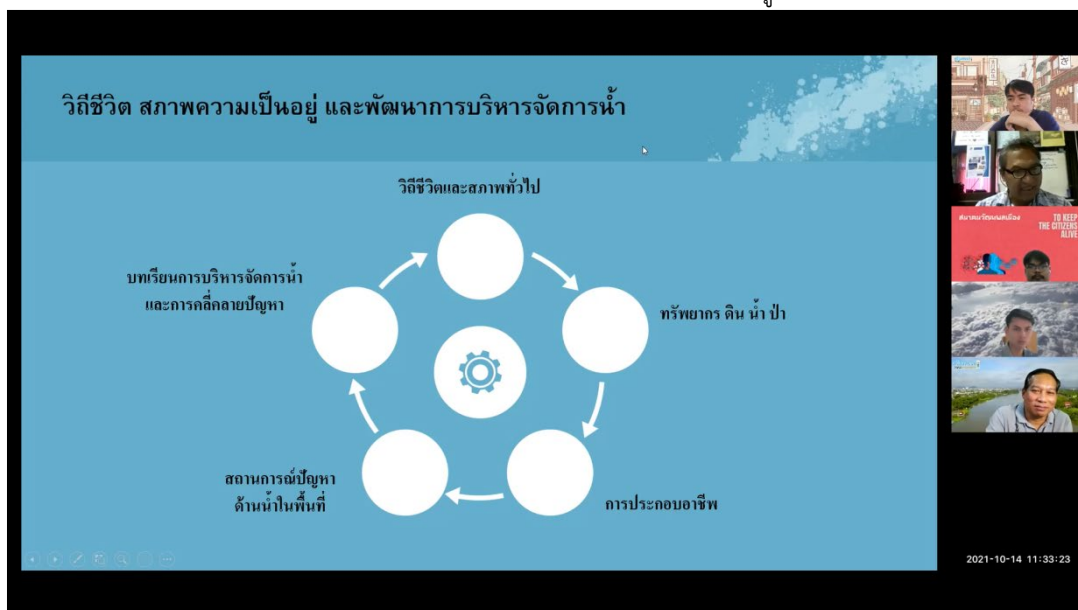 วิถีชีวิต สภาพความเป็นอยู่ และพัฒนาการบริหารจัดการน้ำ
วิถีชีวิตและสภาพทั่วไป
ทรัพยากร ดิน น้ำ ป่า
การประกอบอาชีพ
สถานการณ์ปัญหา
ด้านน้ำในพื้นที่
บทเรียนการบริหารจัดการน้ำ
และการคลี่คลายปัญหา
TO KEEP
THE CITIZENS
ALIVE
2021-10-14 11:33:23